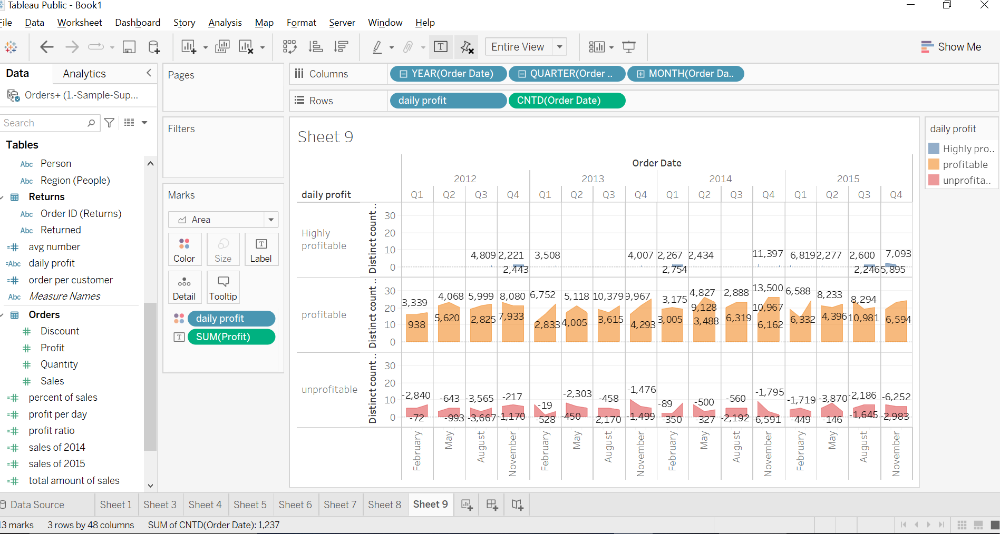 Tableau Public - Book1
File Data Worksheet Dashboard Story Analysis Map Format Server Window Help
Entire View
Show Me
Data Analytics
Orders+ (1.-Sample-Sup...
Search
Tables
Abc Person
Abc Region (People)
Returns
Abc Order ID (Returns)
Abc Returned
avg number
=Abc daily profit
order per customer
Abc Measure Names
Orders
Discount
Profit
Quantity
Sales
percent of sales
profit per day
profit ratio
sales of 2014
sales of 2015
total amount of sales
Pages
Filters
Marks
Area
Color Size Label
Detail Tooltip
daily profit
SUM(Profit)
Columns YEAR(Order Date) QUARTER(Order .. MONTH(Order Da..
Rows daily profit CNTD(Order Date)
Sheet 9
Order Date
2012 2013 2014 2015
daily profit Q1 Q2 Q3 Q4 Q1 Q2 Q3 Q4 Q1 Q2 Q3 Q4 Q1 Q2 Q3 Q4
Highly profitable
Distinct count ..
30
20
10
0
4,809 2,221 3,508 4,007 2,267 2,434 11,397 6,819 2,277 2,600 7,093
2,443 2,754 2,246 5,895
profitable
Distinct count ..
30
20
10
0
3,339 4,068 5,999 8,080 6,752 5,118 10,379 9,967 3,175 4,827 2,888 13,500 6,588 8,233 8,294
9,128 10,967
938 5,620 2,825 7,933 2,833 4,005 3,615 4,293 3,005 3,488 6,319 6,162 6,332 4,396 10,981 6,594
unprofitable
Distinct count ..
30
20
10
0
-2,840 -643 -3,565 -217 -19 -2,303 -458 -1,476 -89 -500 -560 -1,795 -1,719 -3,870 -2,186 -6,252
-72 -993 -3,667 -1,170 -528 -450 -2,170 -1,499 -350 -327 -2,192 -6,591 -449 -146 -1,645 -2,983
February May August November February May August November February May August November February May August November
daily profit
Highly pro..
profitable
unprofita..
Data Source Sheet 1 Sheet 3 Sheet 4 Sheet 5 Sheet 6 Sheet 7 Sheet 8 Sheet 9
13 marks 3 rows by 48 columns SUM of CNTD(Order Date): 1,237